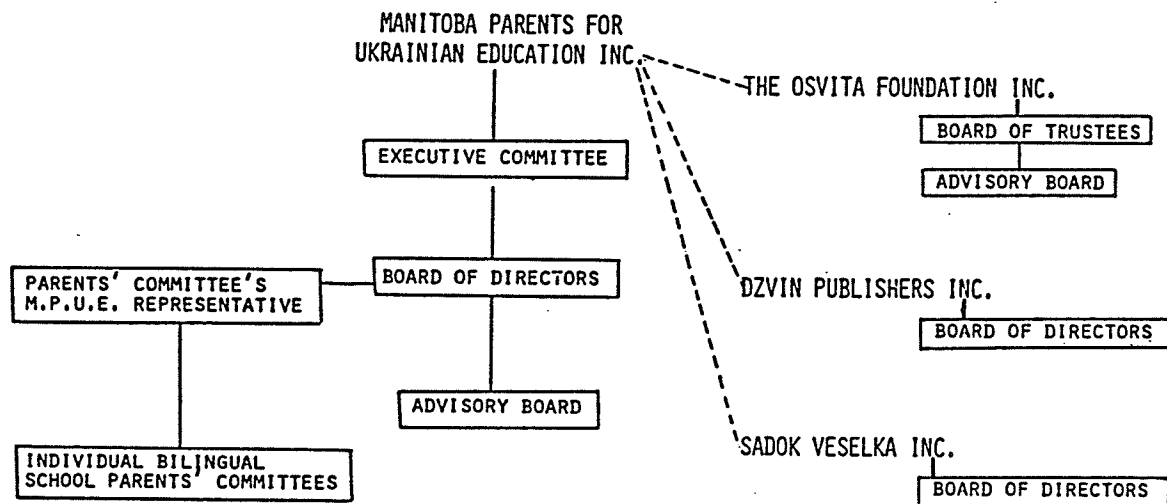 MANITOBA PARENTS FOR
UKRAINIAN EDUCATION INC.
THE OSVITA FOUNDATION INC.
BOARD OF TRUSTEES
ADVISORY BOARD
EXECUTIVE COMMITTEE
BOARD OF DIRECTORS
PARENTS' COMMITTEE'S
M.P.U.E. REPRESENTATIVE
DZVIN PUBLISHERS INC.
BOARD OF DIRECTORS
ADVISORY BOARD
INDIVIDUAL BILINGUAL
SCHOOL PARENTS' COMMITTEES
SADOK VESELKA INC.
BOARD OF DIRECTORS